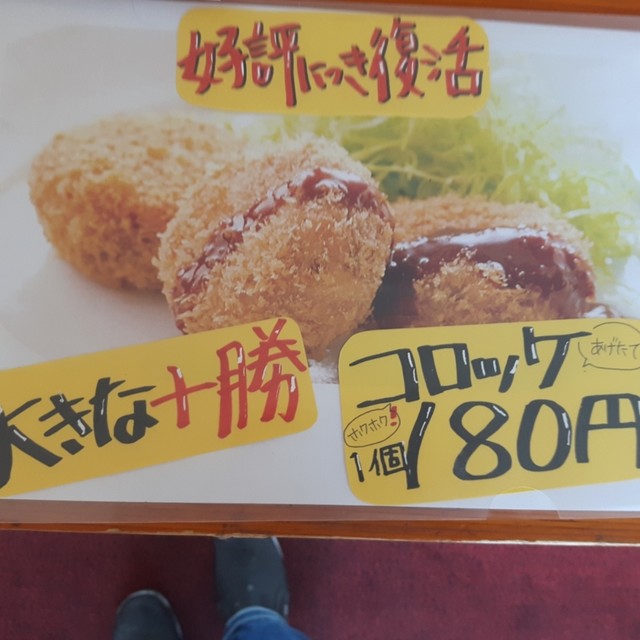 好評につき復活
大きな十勝
コロッケ
あげたて
ホクホク!
1個180円